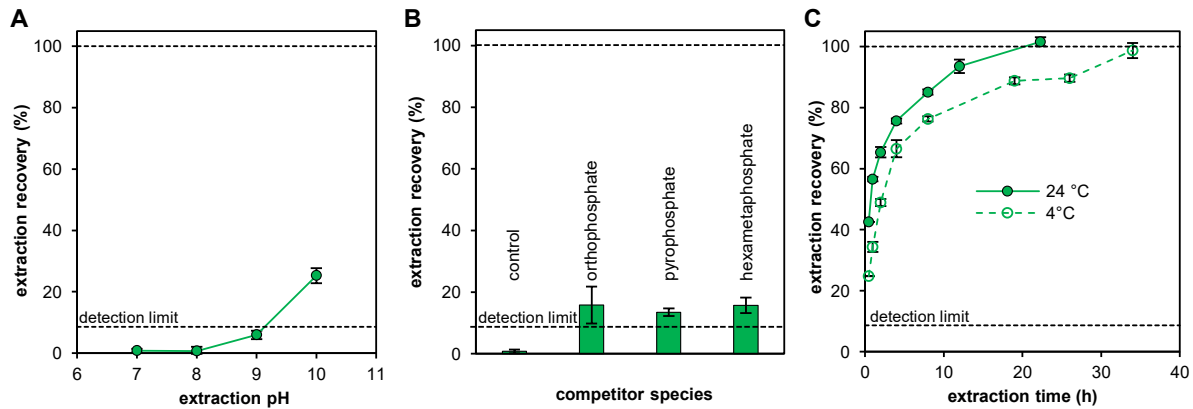 A
extraction recovery (%)
100
80
60
40
20
0
detection limit
6
7
8
9
10
11
extraction pH
B
extraction recovery (%)
100
80
60
40
20
0
detection limit
control
orthophosphate
pyrophosphate
hexametaphosphate
competitor species
C
extraction recovery (%)
100
80
60
40
20
0
24 °C
4°C
detection limit
0
10
20
30
40
extraction time (h)